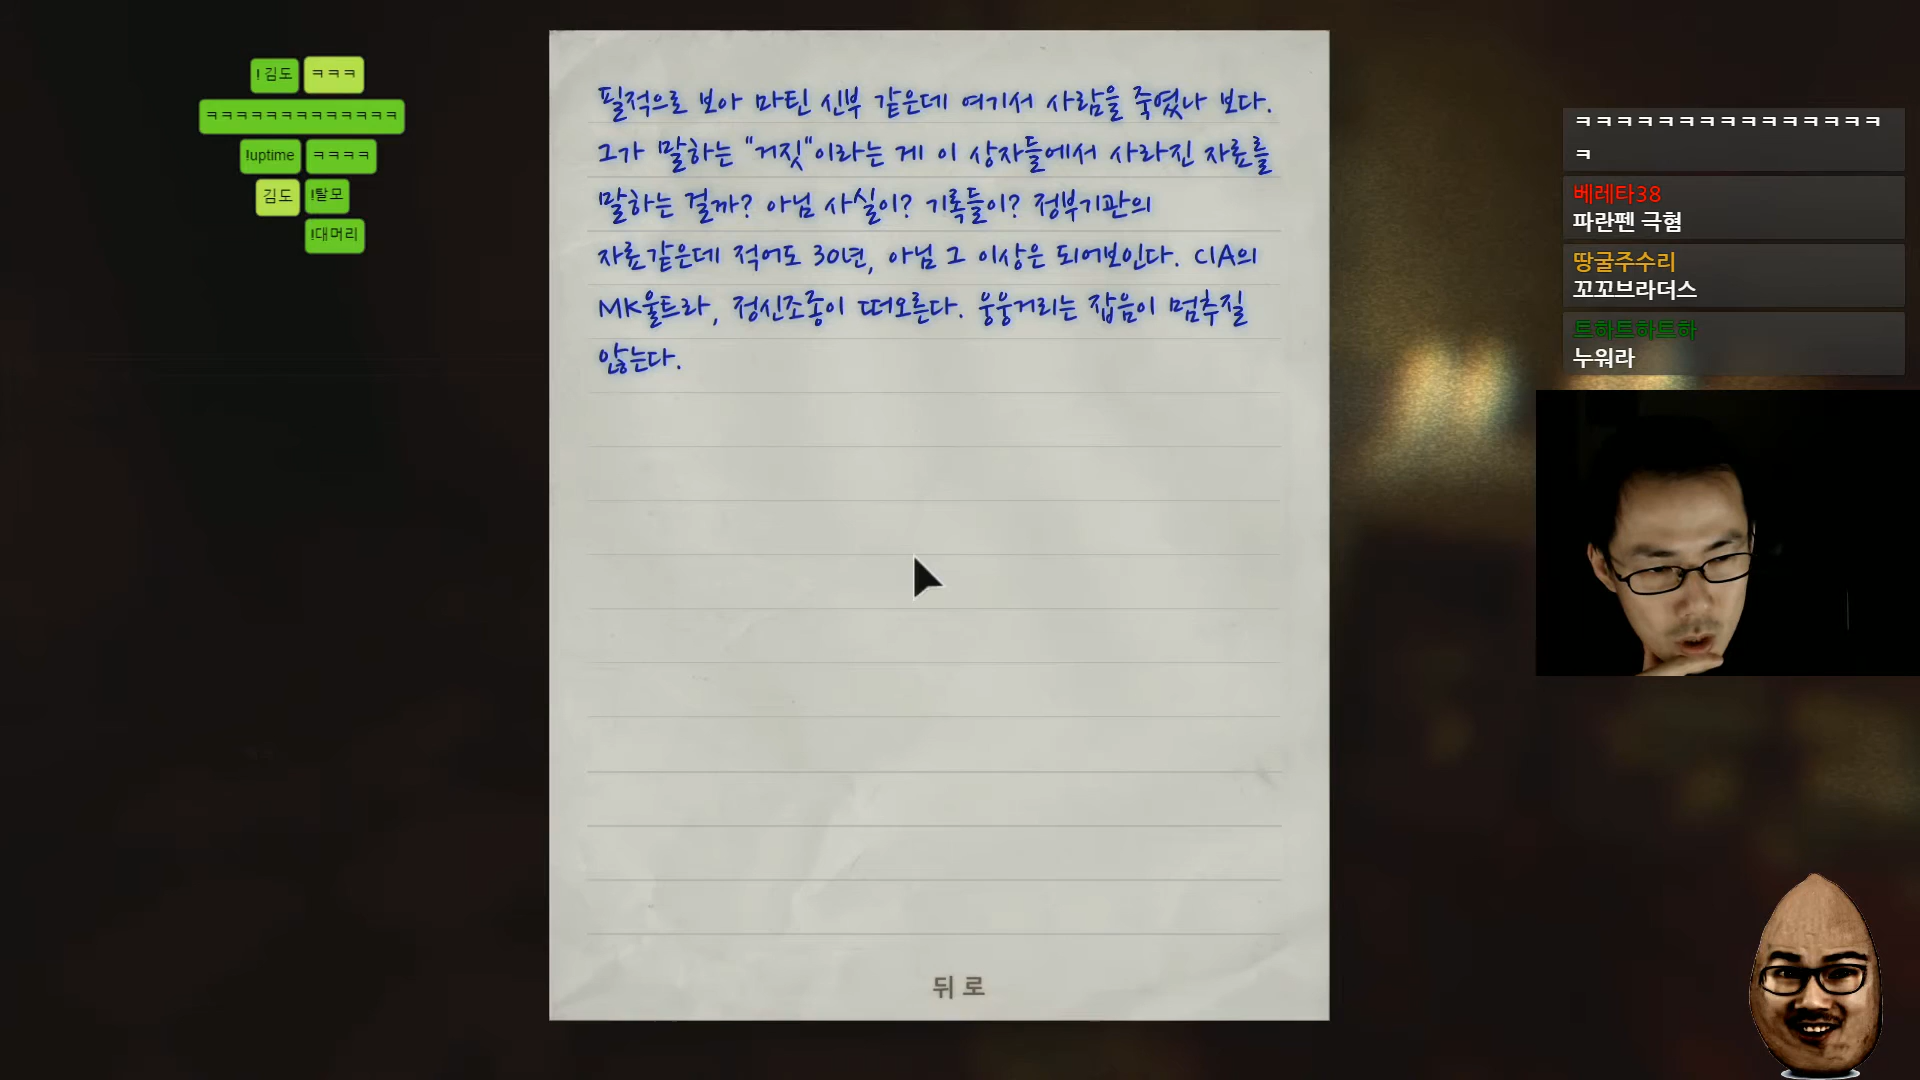 ! 김도 ㅋㅋㅋ
ㅋㅋㅋㅋㅋㅋㅋㅋㅋㅋㅋㅋㅋ
!uptime ㅋㅋㅋㅋ
김도 !탈모
!대머리
필적으로 보아 마틴 신부 같은데 여기서 사람을 죽였나 보다.
그가 말하는 "거짓"이라는 게 이 상자들에서 사라진 자료를
말하는 걸까? 아님 사실이? 기록들이? 정부기관의
자료같은데 적어도 30년, 아님 그 이상은 되어보인다. CIA의
MK울트라, 정신조종이 떠오른다. 웅웅거리는 잡음이 멈추질
않는다.
뒤로
ㅋㅋㅋㅋㅋㅋㅋㅋㅋㅋㅋㅋㅋㅋㅋ
ㅋ
베레타38
파란펜 극혐
땅굴주수리
꼬꼬브라더스
트하트하트하
누워라